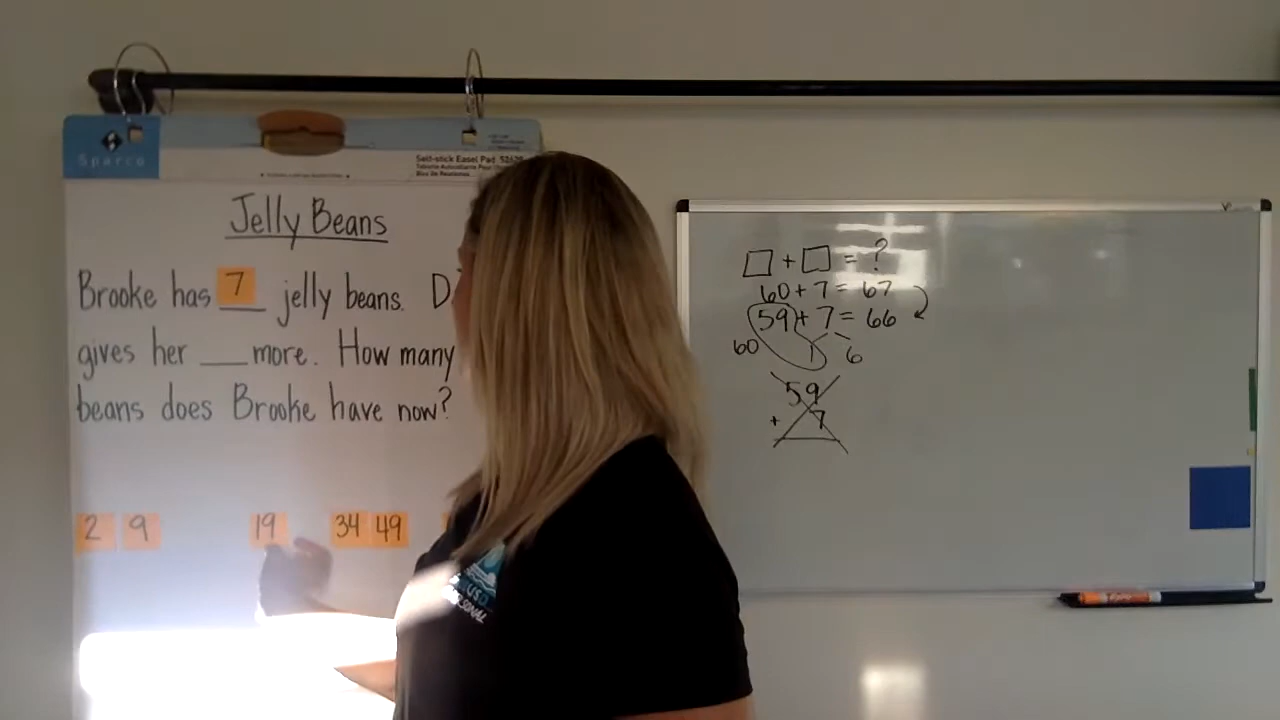 Sparco
Self-stick Easel Pad
Jelly Beans
Brooke has 7 jelly beans. D
gives her ___ more. How many
beans does Brooke have now?
2 9 19 34 49
□ + □ = ?
60 + 7 = 67
59 + 7 = 66
60 1 6
59
+ 7